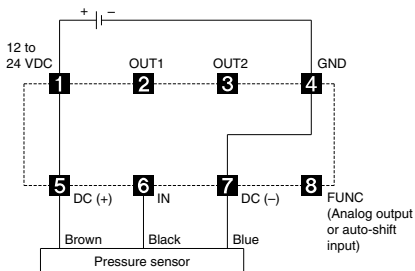 + –
12 to
24 VDC
OUT1
OUT2
GND
1
2
3
4
5
6
7
8
DC (+)
IN
DC (–)
FUNC
(Analog output
or auto-shift
input)
Brown
Black
Blue
Pressure sensor